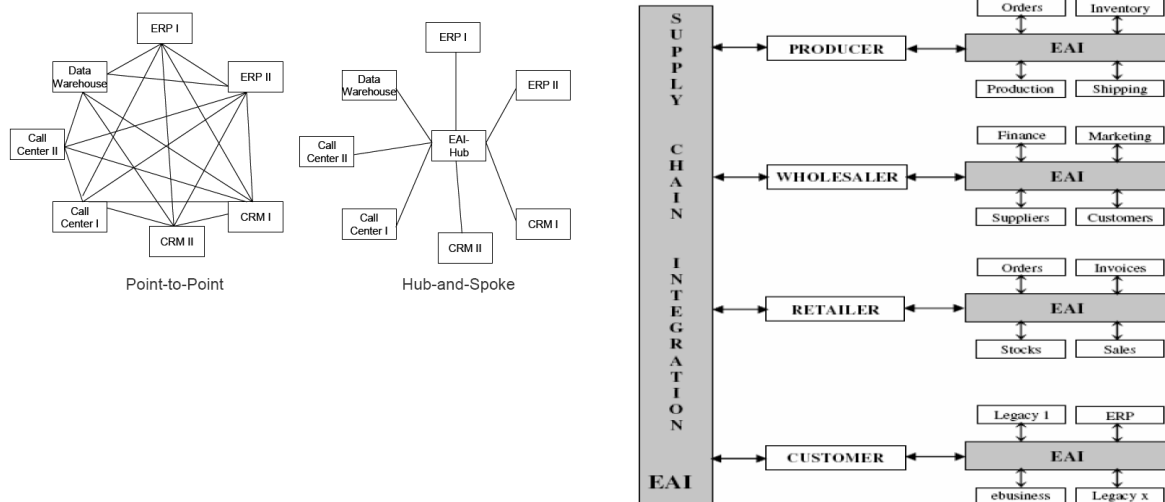 ERP I
Data
Warehouse
ERP II
Call
Center II
Call
Center I
CRM I
CRM II
Point-to-Point
ERP I
Data
Warehouse
ERP II
Call
Center II
EAI-
Hub
Call
Center I
CRM I
CRM II
Hub-and-Spoke
SUPPLY CHAIN INTEGRATION
EAI
PRODUCER
Orders
Inventory
EAI
Production
Shipping
WHOLESALER
Finance
Marketing
EAI
Suppliers
Customers
RETAILER
Orders
Invoices
EAI
Stocks
Sales
CUSTOMER
Legacy 1
ERP
EAI
ebusiness
Legacy x